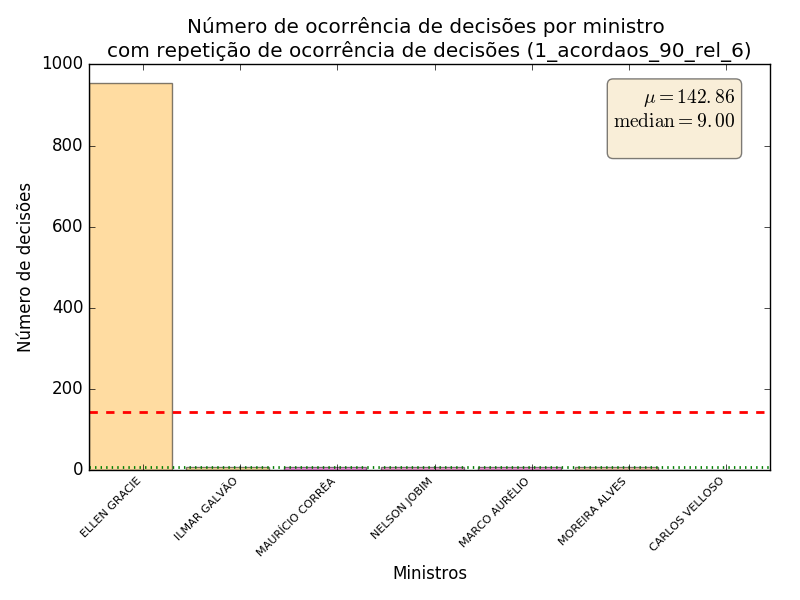 Número de ocorrência de decisões por ministro
com repetição de ocorrência de decisões (1_acordaos_90_rel_6)
1000
800
600
400
200
0
Número de decisões
μ = 142.86
median = 9.00
ELLEN GRACIE
ILMAR GALVÃO
MAURÍCIO CORRÊA
NELSON JOBIM
MARCO AURÉLIO
MOREIRA ALVES
CARLOS VELLOSO
Ministros